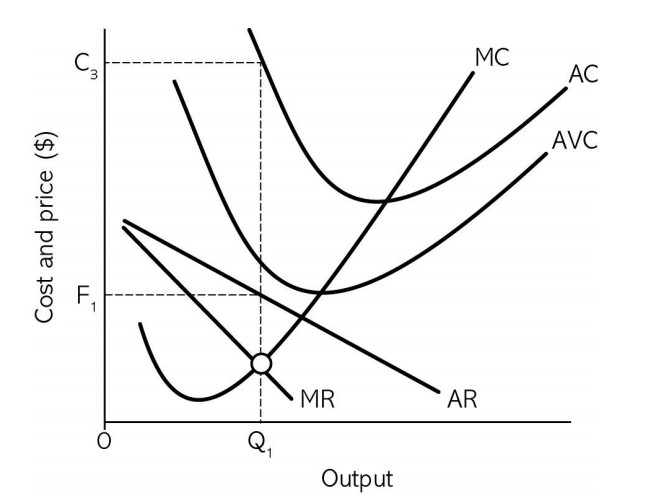 C₃
MC
AC
AVC
Cost and price ($)
F₁
MR
AR
O
Q₁
Output